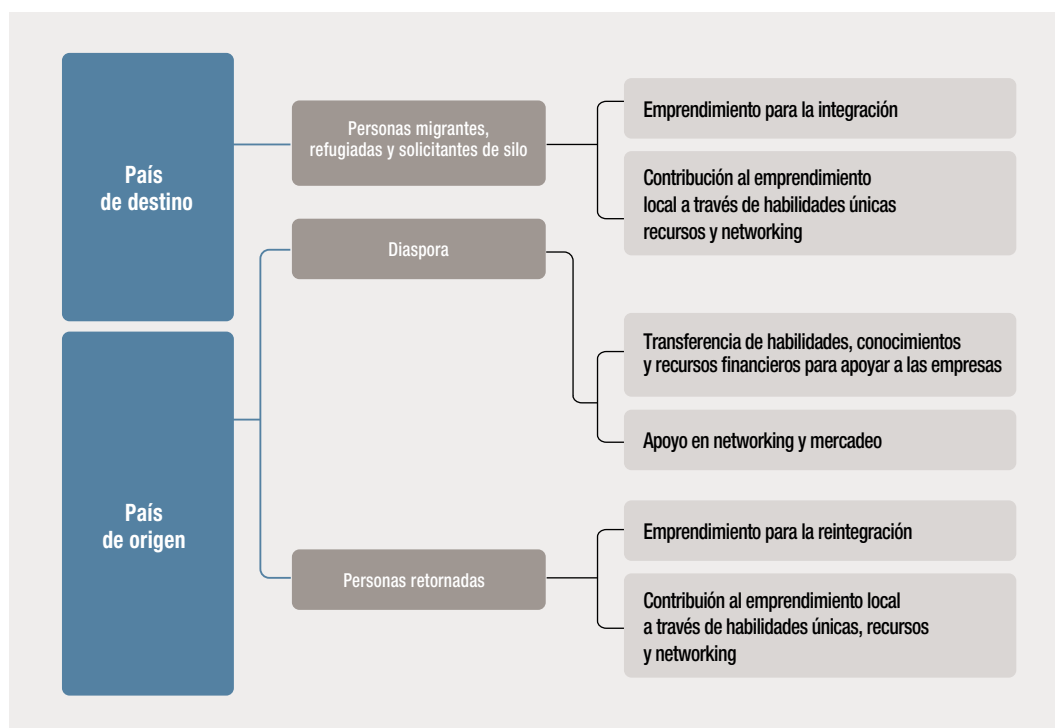 País
de destino
Personas migrantes,
refugiadas y solicitantes de silo
Emprendimiento para la integración
Contribución al emprendimiento
local a través de habilidades únicas
recursos y networking
Diaspora
Transferencia de habilidades, conocimientos
y recursos financieros para apoyar a las empresas
Apoyo en networking y mercadeo
País
de origen
Personas retornadas
Emprendimiento para la reintegración
Contribuión al emprendimiento local
a través de habilidades únicas, recursos
y networking